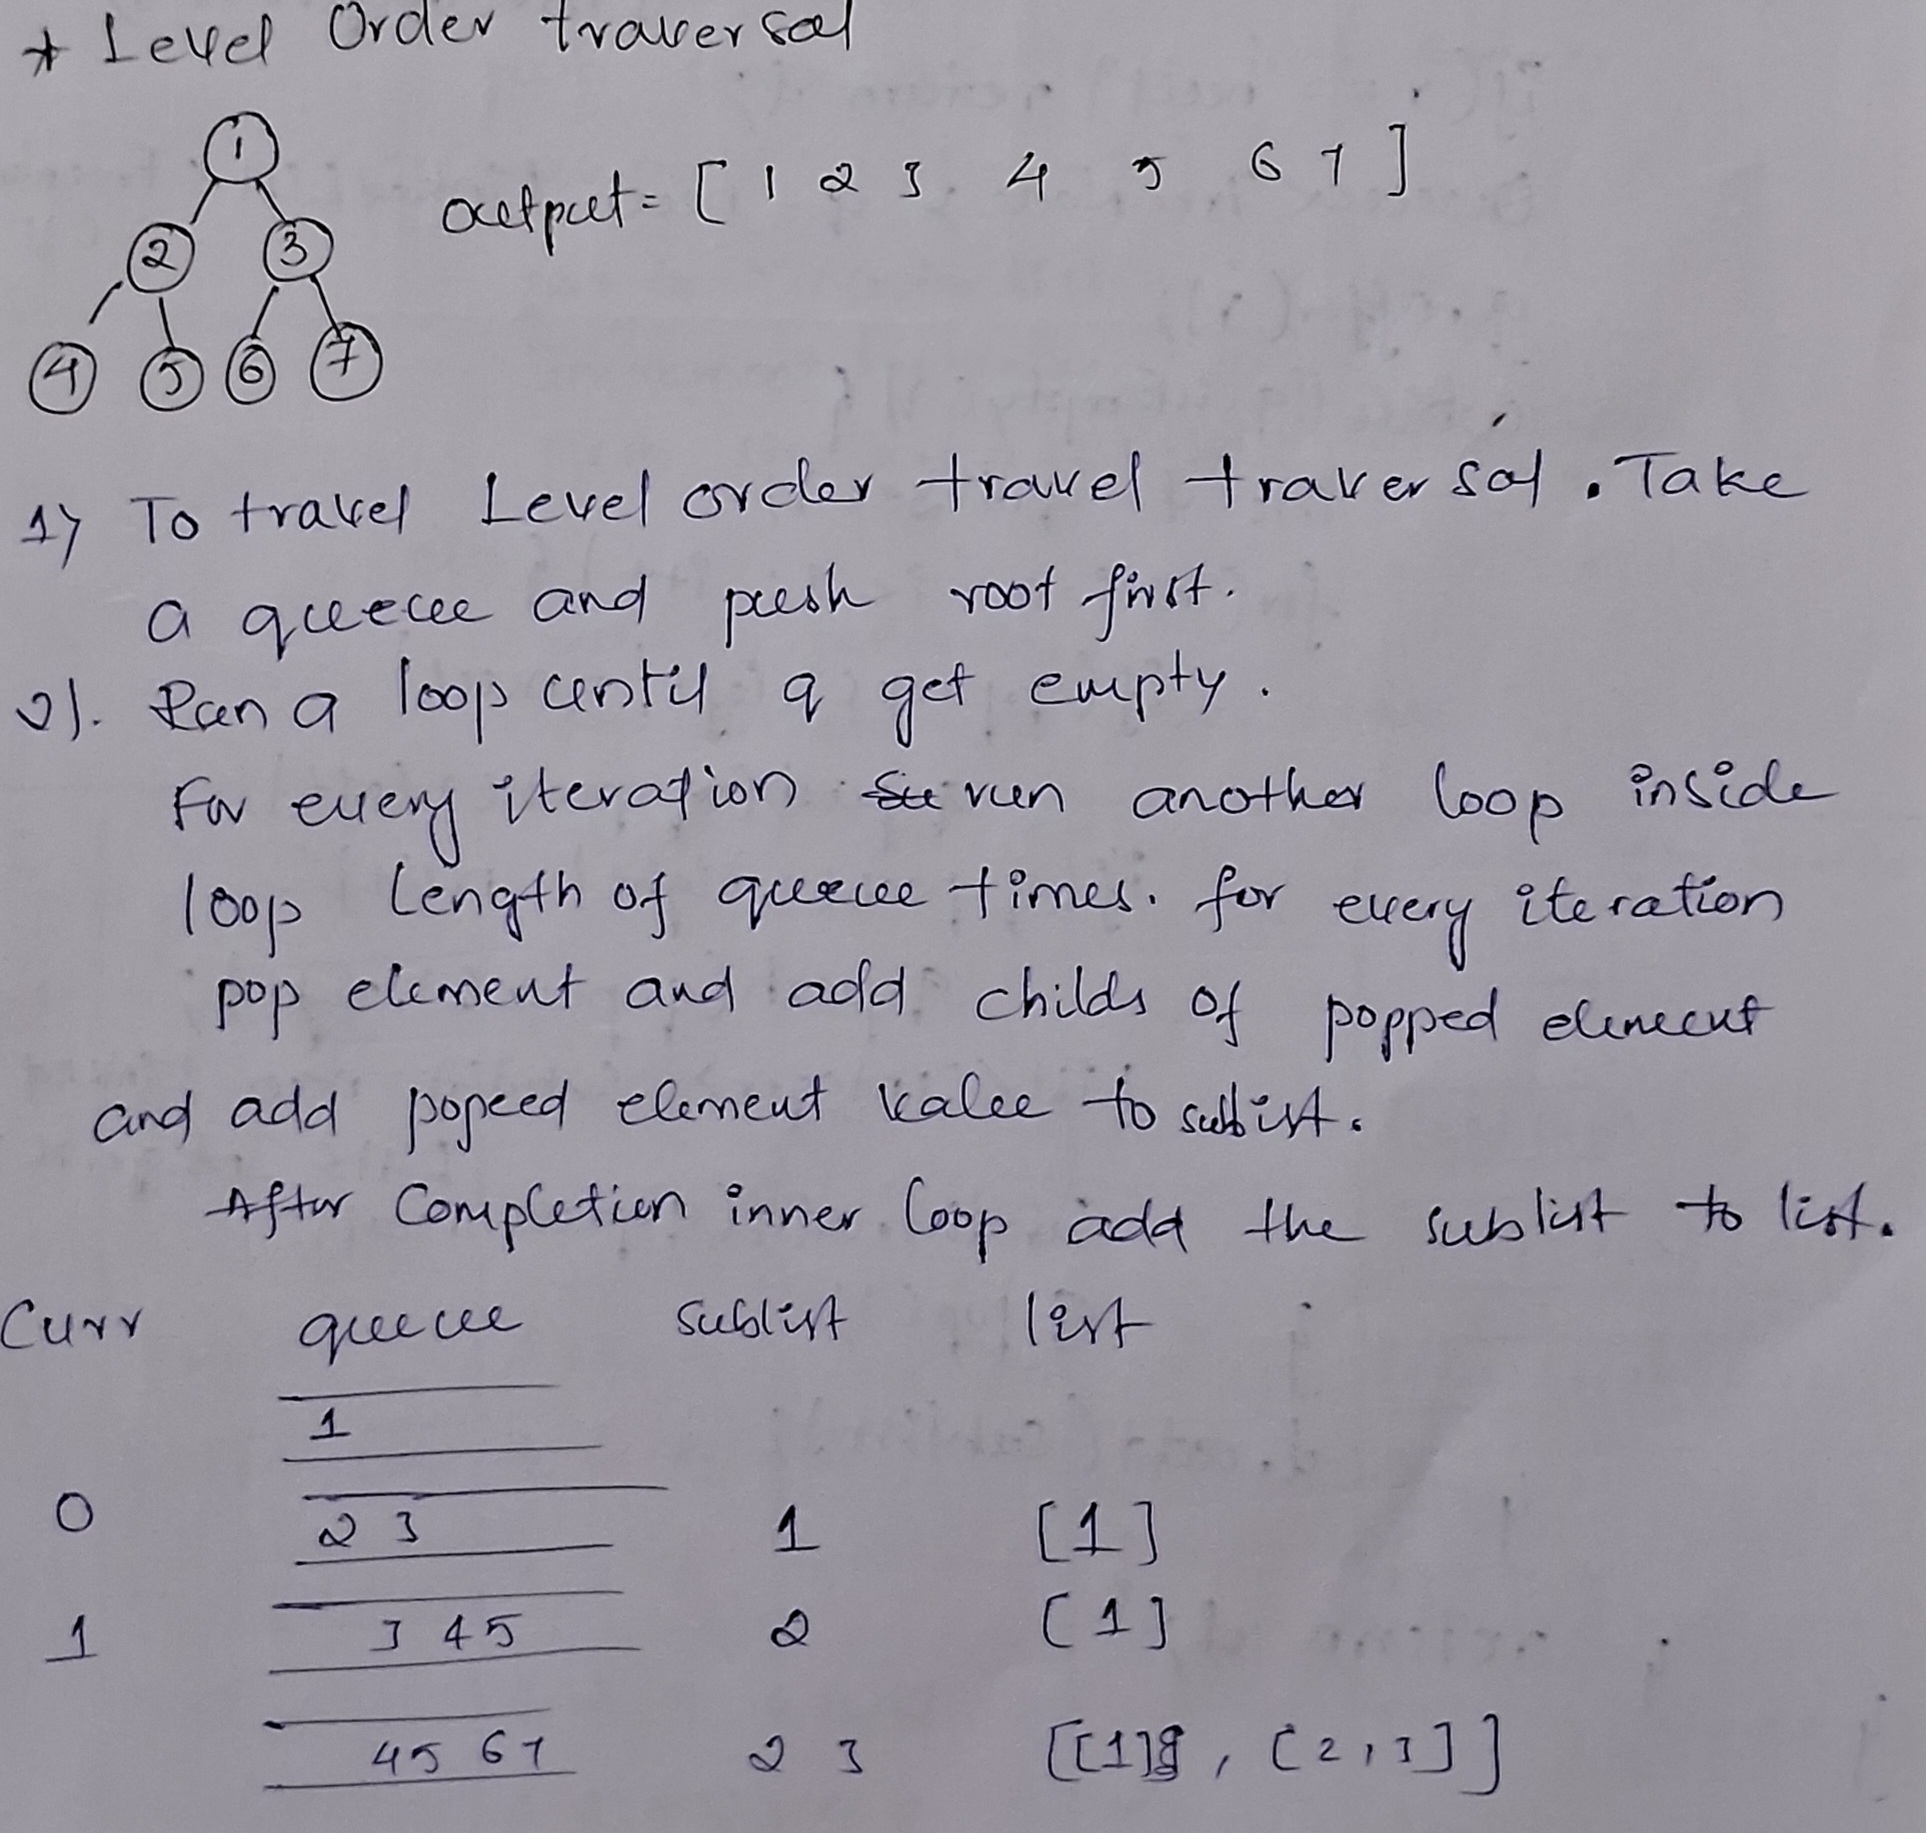 * Level Order traversal
1
output = [ 1 2 3 4 5 6 7 ]
2 3
4 5 6 7
1) To travel Level order travel traversal . Take
a queue and push root first.
2). Run a loop until q get empty .
For every iteration run another loop inside
loop length of queue times. for every iteration
pop element and add childs of popped element
and add popeed element value to sublist.
After Completion inner loop add the sublist to list.
Curr queue sublist list
1
0 2 3 1 [1]
1 3 4 5 2 [1]
4 5 6 7 2 3 [[1] , [2,3]]